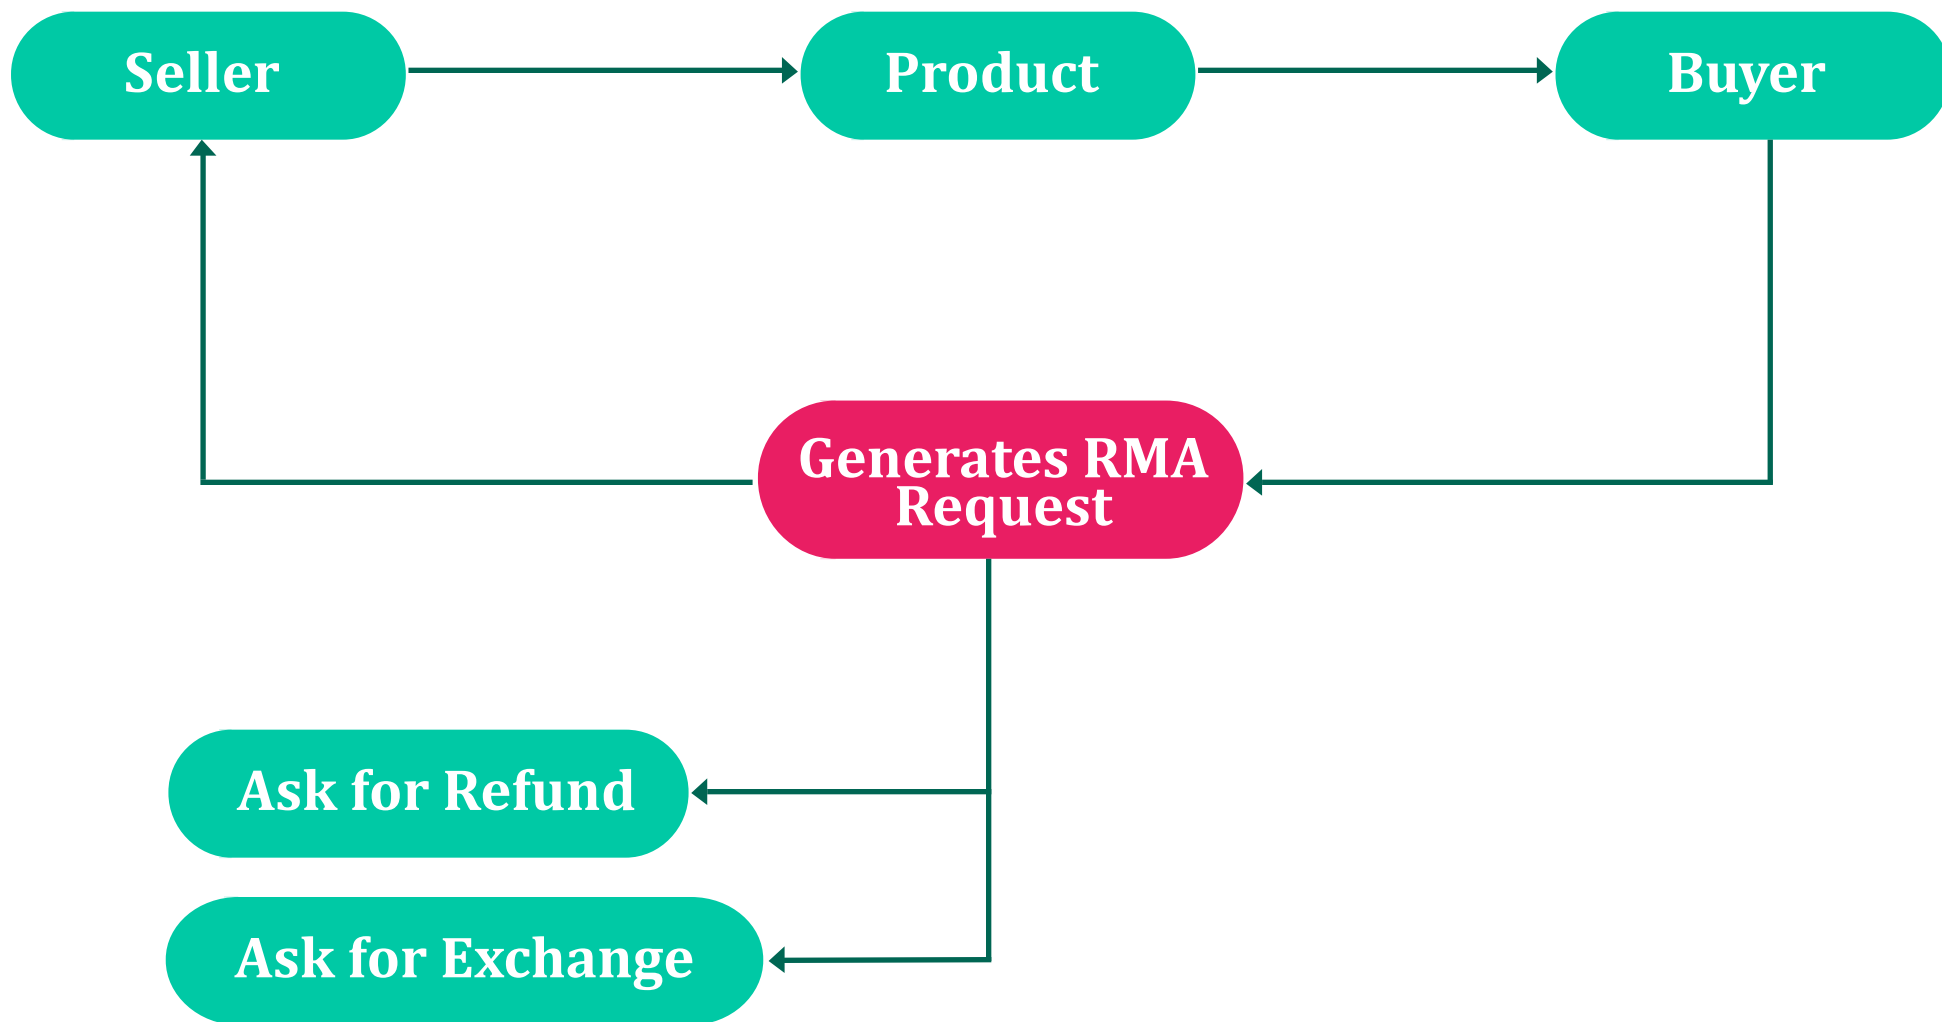 Seller
Product
Buyer
Generates RMA
Request
Ask for Refund
Ask for Exchange